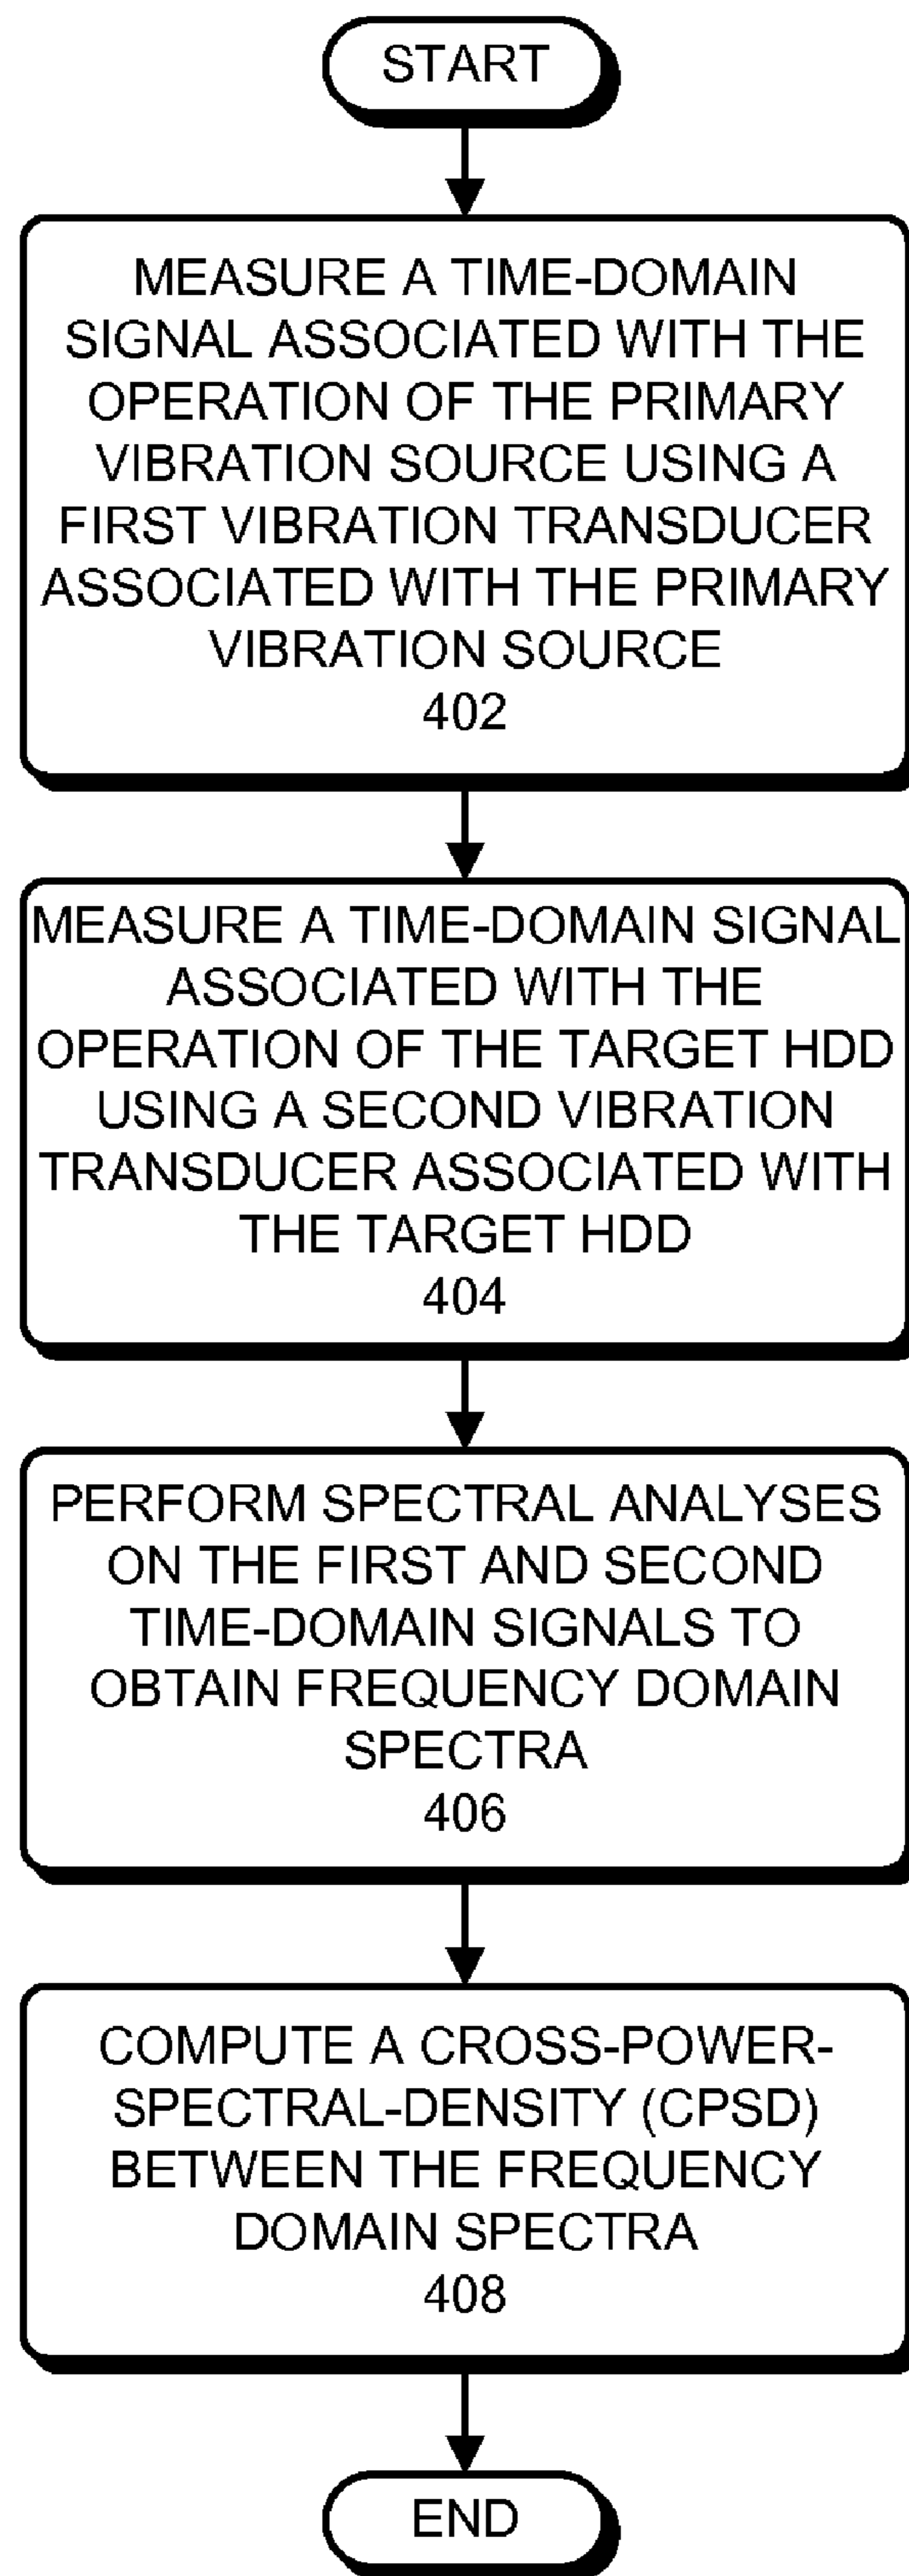 START
MEASURE A TIME-DOMAIN
SIGNAL ASSOCIATED WITH THE
OPERATION OF THE PRIMARY
VIBRATION SOURCE USING A
FIRST VIBRATION TRANSDUCER
ASSOCIATED WITH THE PRIMARY
VIBRATION SOURCE
402
MEASURE A TIME-DOMAIN SIGNAL
ASSOCIATED WITH THE
OPERATION OF THE TARGET HDD
USING A SECOND VIBRATION
TRANSDUCER ASSOCIATED WITH
THE TARGET HDD
404
PERFORM SPECTRAL ANALYSES
ON THE FIRST AND SECOND
TIME-DOMAIN SIGNALS TO
OBTAIN FREQUENCY DOMAIN
SPECTRA
406
COMPUTE A CROSS-POWER-
SPECTRAL-DENSITY (CPSD)
BETWEEN THE FREQUENCY
DOMAIN SPECTRA
408
END